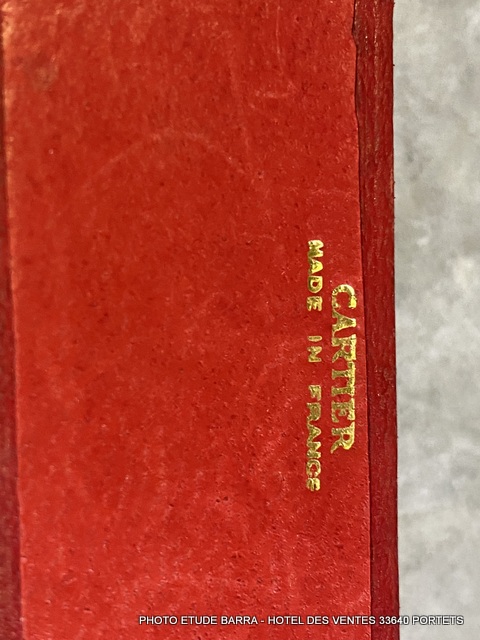 CARTIER
MADE IN FRANCE
PHOTO ETUDE BARRA - HOTEL DES VENTES 33640 PORTETS